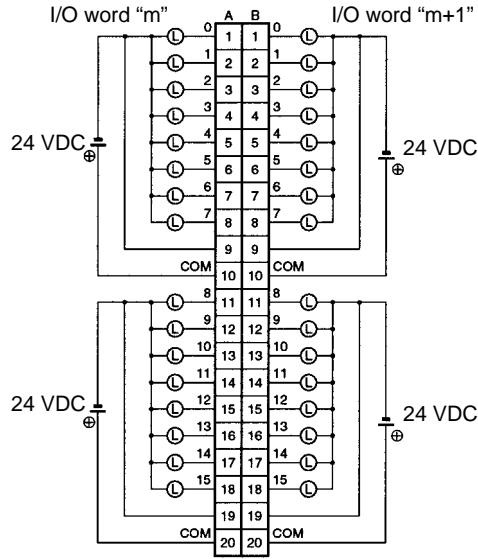 I/O word “m” A B I/O word “m+1”
0 1 1 0
L L
1 2 2 1
L L
2 3 3 2
L L
3 4 4 3
L L
4 5 5 4
24 VDC L L 24 VDC
⊕ ⊕
5 6 6 5
L L
6 7 7 6
L L
7 8 8 7
L L
9 9
COM 10 10 COM
8 11 11 8
L L
9 12 12 9
L L
10 13 13 10
L L
11 14 14 11
L L
12 15 15 12
24 VDC L L 24 VDC
⊕ ⊕
13 16 16 13
L L
14 17 17 14
L L
15 18 18 15
L L
19 19
COM 20 20 COM